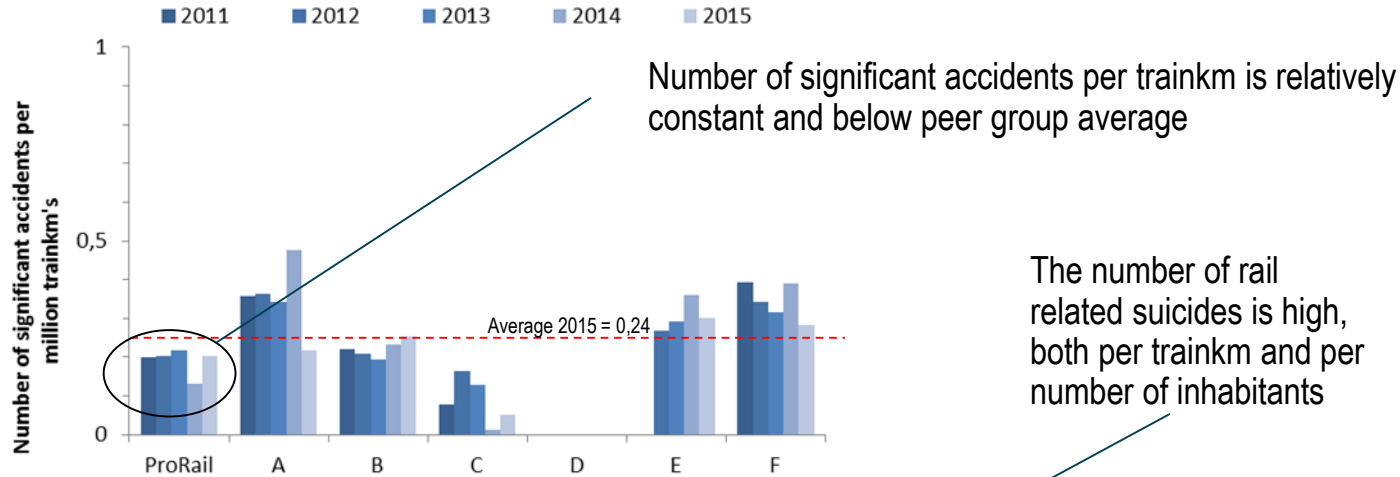 2011 2012 2013 2014 2015
Number of significant accidents per
million trainkm's
1
0,5
0
Number of significant accidents per trainkm is relatively
constant and below peer group average
Average 2015 = 0,24
The number of rail
related suicides is high,
both per trainkm and per
number of inhabitants
ProRail A B C D E F